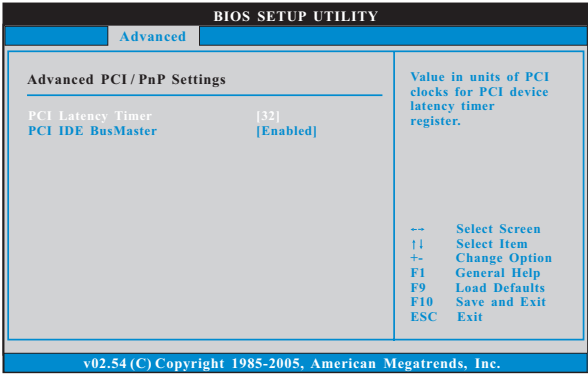 BIOS SETUP UTILITY
Advanced
Advanced PCI / PnP Settings
PCI Latency Timer [32]
PCI IDE BusMaster [Enabled]
Value in units of PCI
clocks for PCI device
latency timer
register.
←→ Select Screen
↑↓ Select Item
+- Change Option
F1 General Help
F9 Load Defaults
F10 Save and Exit
ESC Exit
v02.54 (C) Copyright 1985-2005, American Megatrends, Inc.